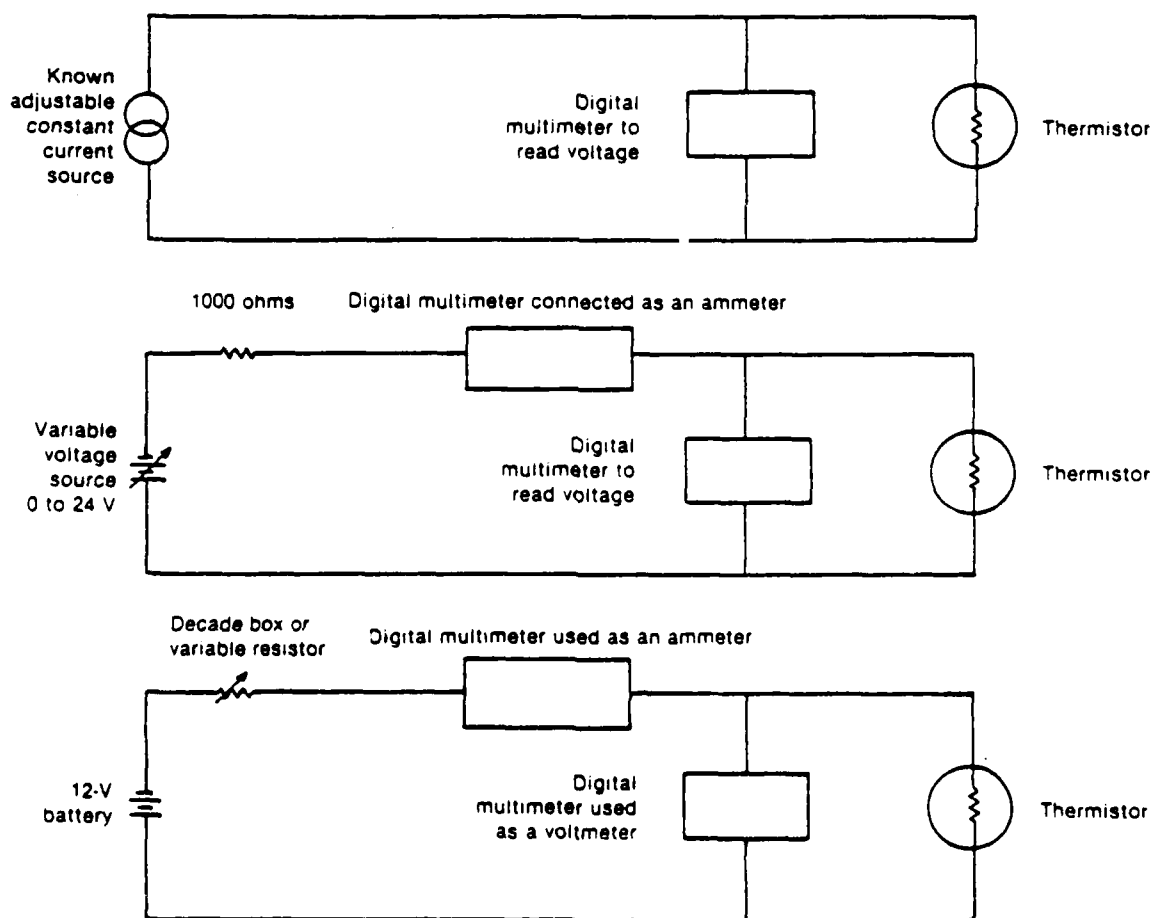 Known
adjustable
constant
current
source
Digital
multimeter to
read voltage
Thermistor
1000 ohms
Digital multimeter connected as an ammeter
Variable
voltage
source
0 to 24 V
Digital
multimeter to
read voltage
Thermistor
Decade box or
variable resistor
Digital multimeter used as an ammeter
12-V
battery
Digital
multimeter used
as a voltmeter
Thermistor